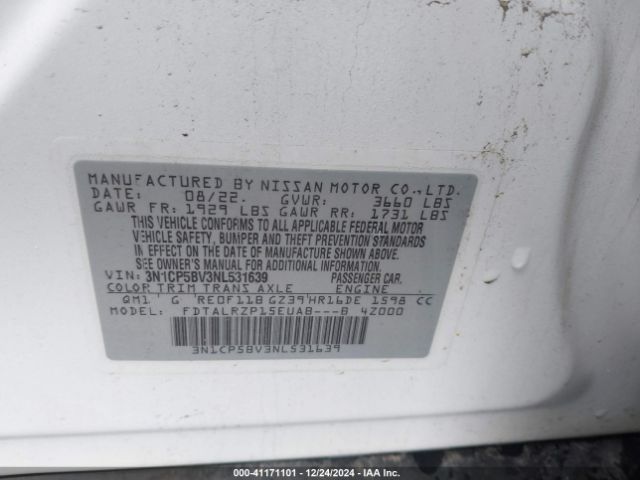 MANUFACTURED BY NISSAN MOTOR CO.,LTD.
DATE: 08/22. GVWR: 3660 LBS
GAWR FR: 1929 LBS GAWR RR: 1731 LBS
THIS VEHICLE CONFORMS TO ALL APPLICABLE FEDERAL MOTOR
VEHICLE SAFETY, BUMPER AND THEFT PREVENTION STANDARDS
IN EFFECT ON THE DATE OF MANUFACTURE SHOWN ABOVE.
SEE OWNER'S MANUAL FOR ADDITIONAL INFORMATION.
VIN: 3N1CP5BV3NL531639 PASSENGER CAR.
COLOR TRIM TRANS AXLE ENGINE
QM1 G RE0F11B GZ39 HR16DE 1598 CC
MODEL: FDTALRZP15EUAB---B 4Z000
3N1CP5BV3NL531639
000-41171101 - 12/24/2024 - IAA Inc.